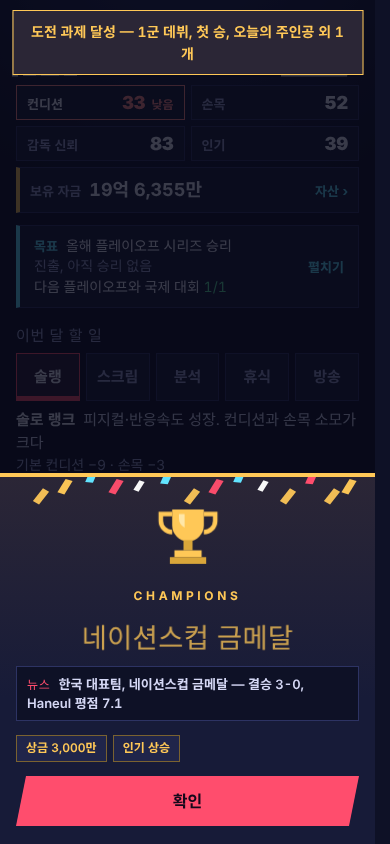 도전 과제 달성 — 1군 데뷔, 첫 승, 오늘의 주인공 외 1
개
컨디션 33 낮음 손목 52
감독 신뢰 83 인기 39
보유 자금 19억 6,355만 자산 ›
목표 올해 플레이오프 시리즈 승리
진출, 아직 승리 없음
펼치기
다음 플레이오프와 국제 대회 1/1
이번 달 할 일
솔랭 스크림 분석 휴식 방송
솔로 랭크 피지컬·반응속도 성장. 컨디션과 손목 소모가
크다
기본 컨디션 −9 · 손목 −3
CHAMPIONS
네이션스컵 금메달
뉴스 한국 대표팀, 네이션스컵 금메달 — 결승 3-0,
Haneul 평점 7.1
상금 3,000만 인기 상승
확인